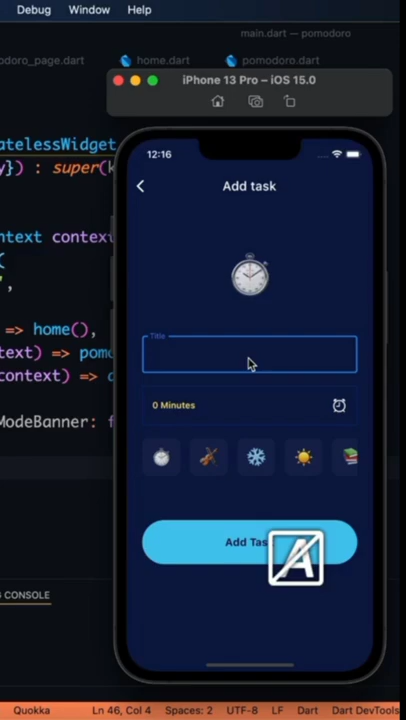 Debug Window Help
main.dart — pomodoro
odoro_page.dart home.dart pomodoro.dart
iPhone 13 Pro – iOS 15.0
atelessWidget
y}) : super(k
ntext context
{
',
=> home(),
text) => pomo
context) =>
ModeBanner: f
12:16
Add task
Title
0 Minutes
Add Task
A
G CONSOLE
Quokka Ln 46, Col 4 Spaces: 2 UTF-8 LF Dart Dart DevTools